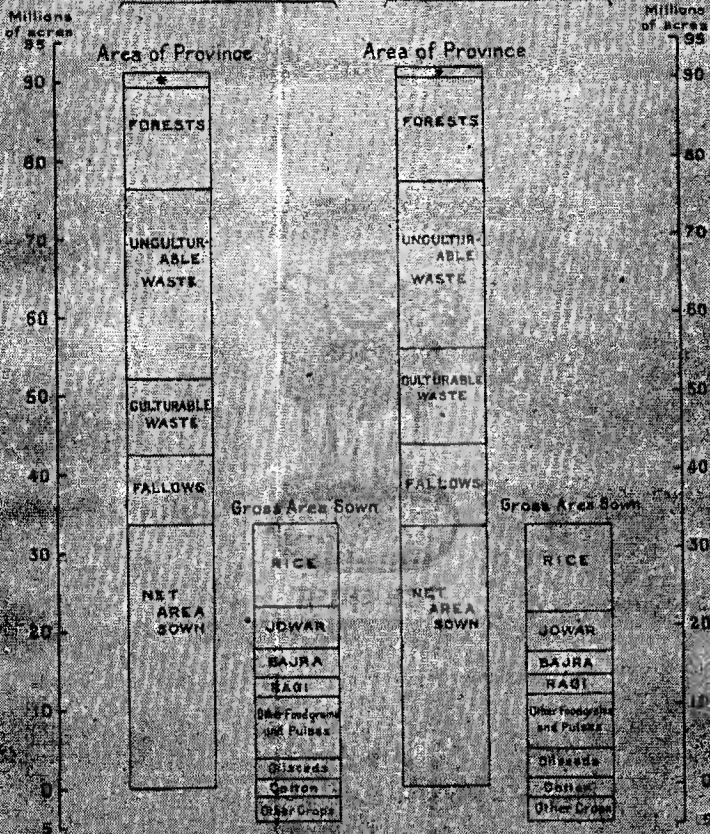 Millions
of acres
Millions
of acres
95
95
Area of Province
Area of Province
90
*
90
FORESTS
FORESTS
80
80
70
70
UNCULTUR-
ABLE
WASTE
UNCULTUR-
ABLE
WASTE
60
60
50
50
CULTURABLE
WASTE
CULTURABLE
WASTE
40
40
FALLOWS
FALLOWS
Gross Area Sown
Gross Area Sown
30
30
RICE
RICE
NET
AREA
SOWN
NET
AREA
SOWN
20
20
JOWAR
JOWAR
BAJRA
BAJRA
RAGI
RAGI
10
Other Foodgrains
and Pulses
Other Foodgrains
and Pulses
Oilseeds
Oilseeds
0
0
Cotton
Cotton
Other Crops
Other Crops
5
5